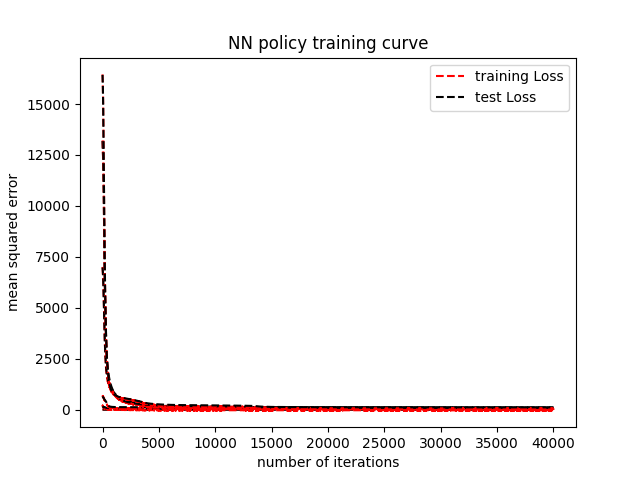 NN policy training curve
training Loss
test Loss
mean squared error
15000
12500
10000
7500
5000
2500
0
0 5000 10000 15000 20000 25000 30000 35000 40000
number of iterations